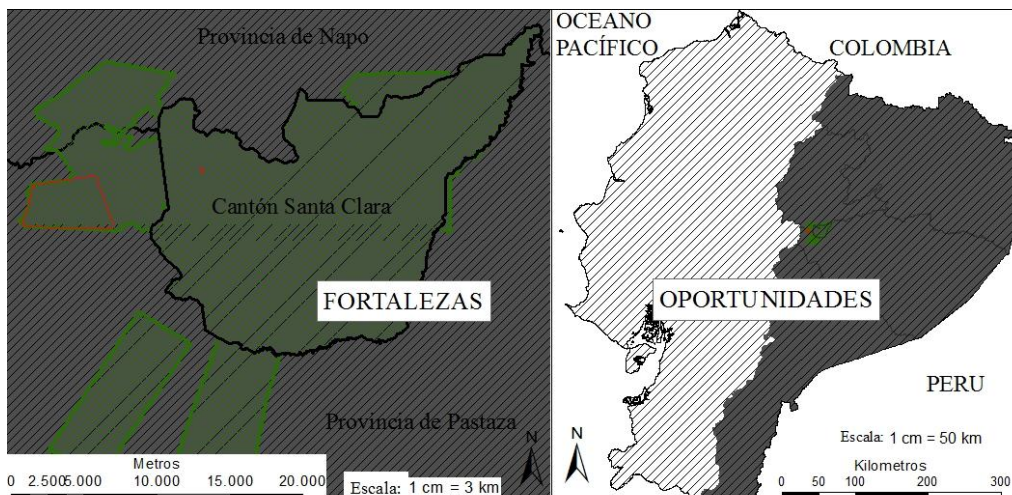 Provincia de Napo
Cantón Santa Clara
FORTALEZAS
Provincia de Pastaza
N
Metros
0 2.5006.000 10.000 15.000 20.000
Escala: 1 cm = 3 km
OCEANO
PACÍFICO
COLOMBIA
OPORTUNIDADES
PERU
N
Escala: 1 cm = 50 km
Kilometros
0 50 100 200 300